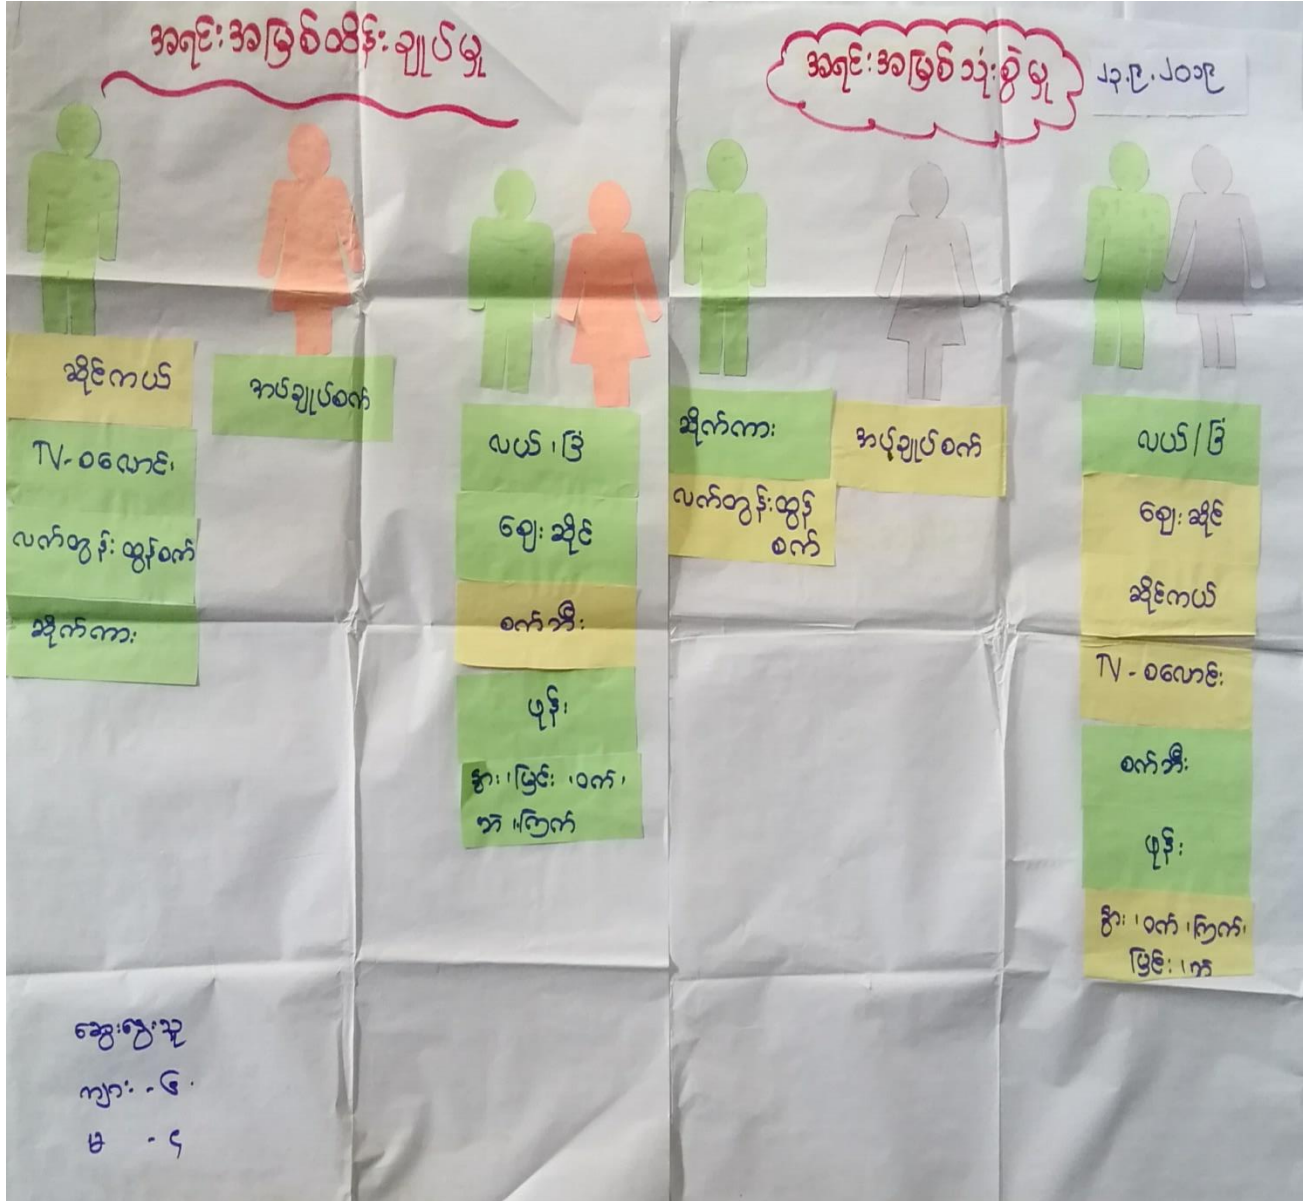 အရင်းအမြစ်ထိန်းချုပ်မှု
ဆိုင်ကယ်
TV-စလောင်း၊
လက်တွန်းထွန်စက်
ဆိုက်ကား
အပ်ချုပ်စက်
လယ်၊ခြံ
ဈေးဆိုင်
စက်ဘီး
ဖုန်း
နွား၊မြင်း၊ဝက်၊
ဘဲ၊ကြက်
ဆွေးနွေးသူ
ကျား - ၆
မ - ၄
အရင်းအမြစ်သုံးစွဲမှု
၂၃.၉.၂၀၁၉
ဆိုက်ကား
လက်တွန်းထွန်
စက်
အပ်ချုပ်စက်
လယ်/ခြံ
ဈေးဆိုင်
ဆိုင်ကယ်
TV-စလောင်း
စက်ဘီး
ဖုန်း
နွား၊ဝက်၊ကြက်၊
မြင်း၊ဘဲ